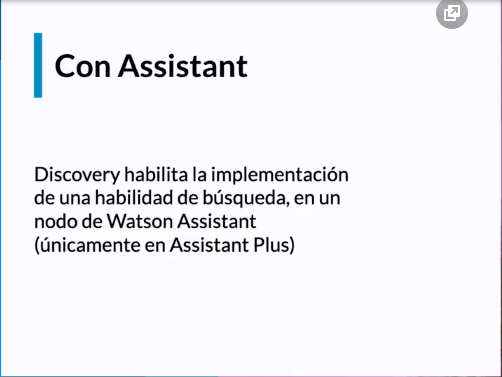 Con Assistant
Discovery habilita la implementación
de una habilidad de búsqueda, en un
nodo de Watson Assistant
(únicamente en Assistant Plus)